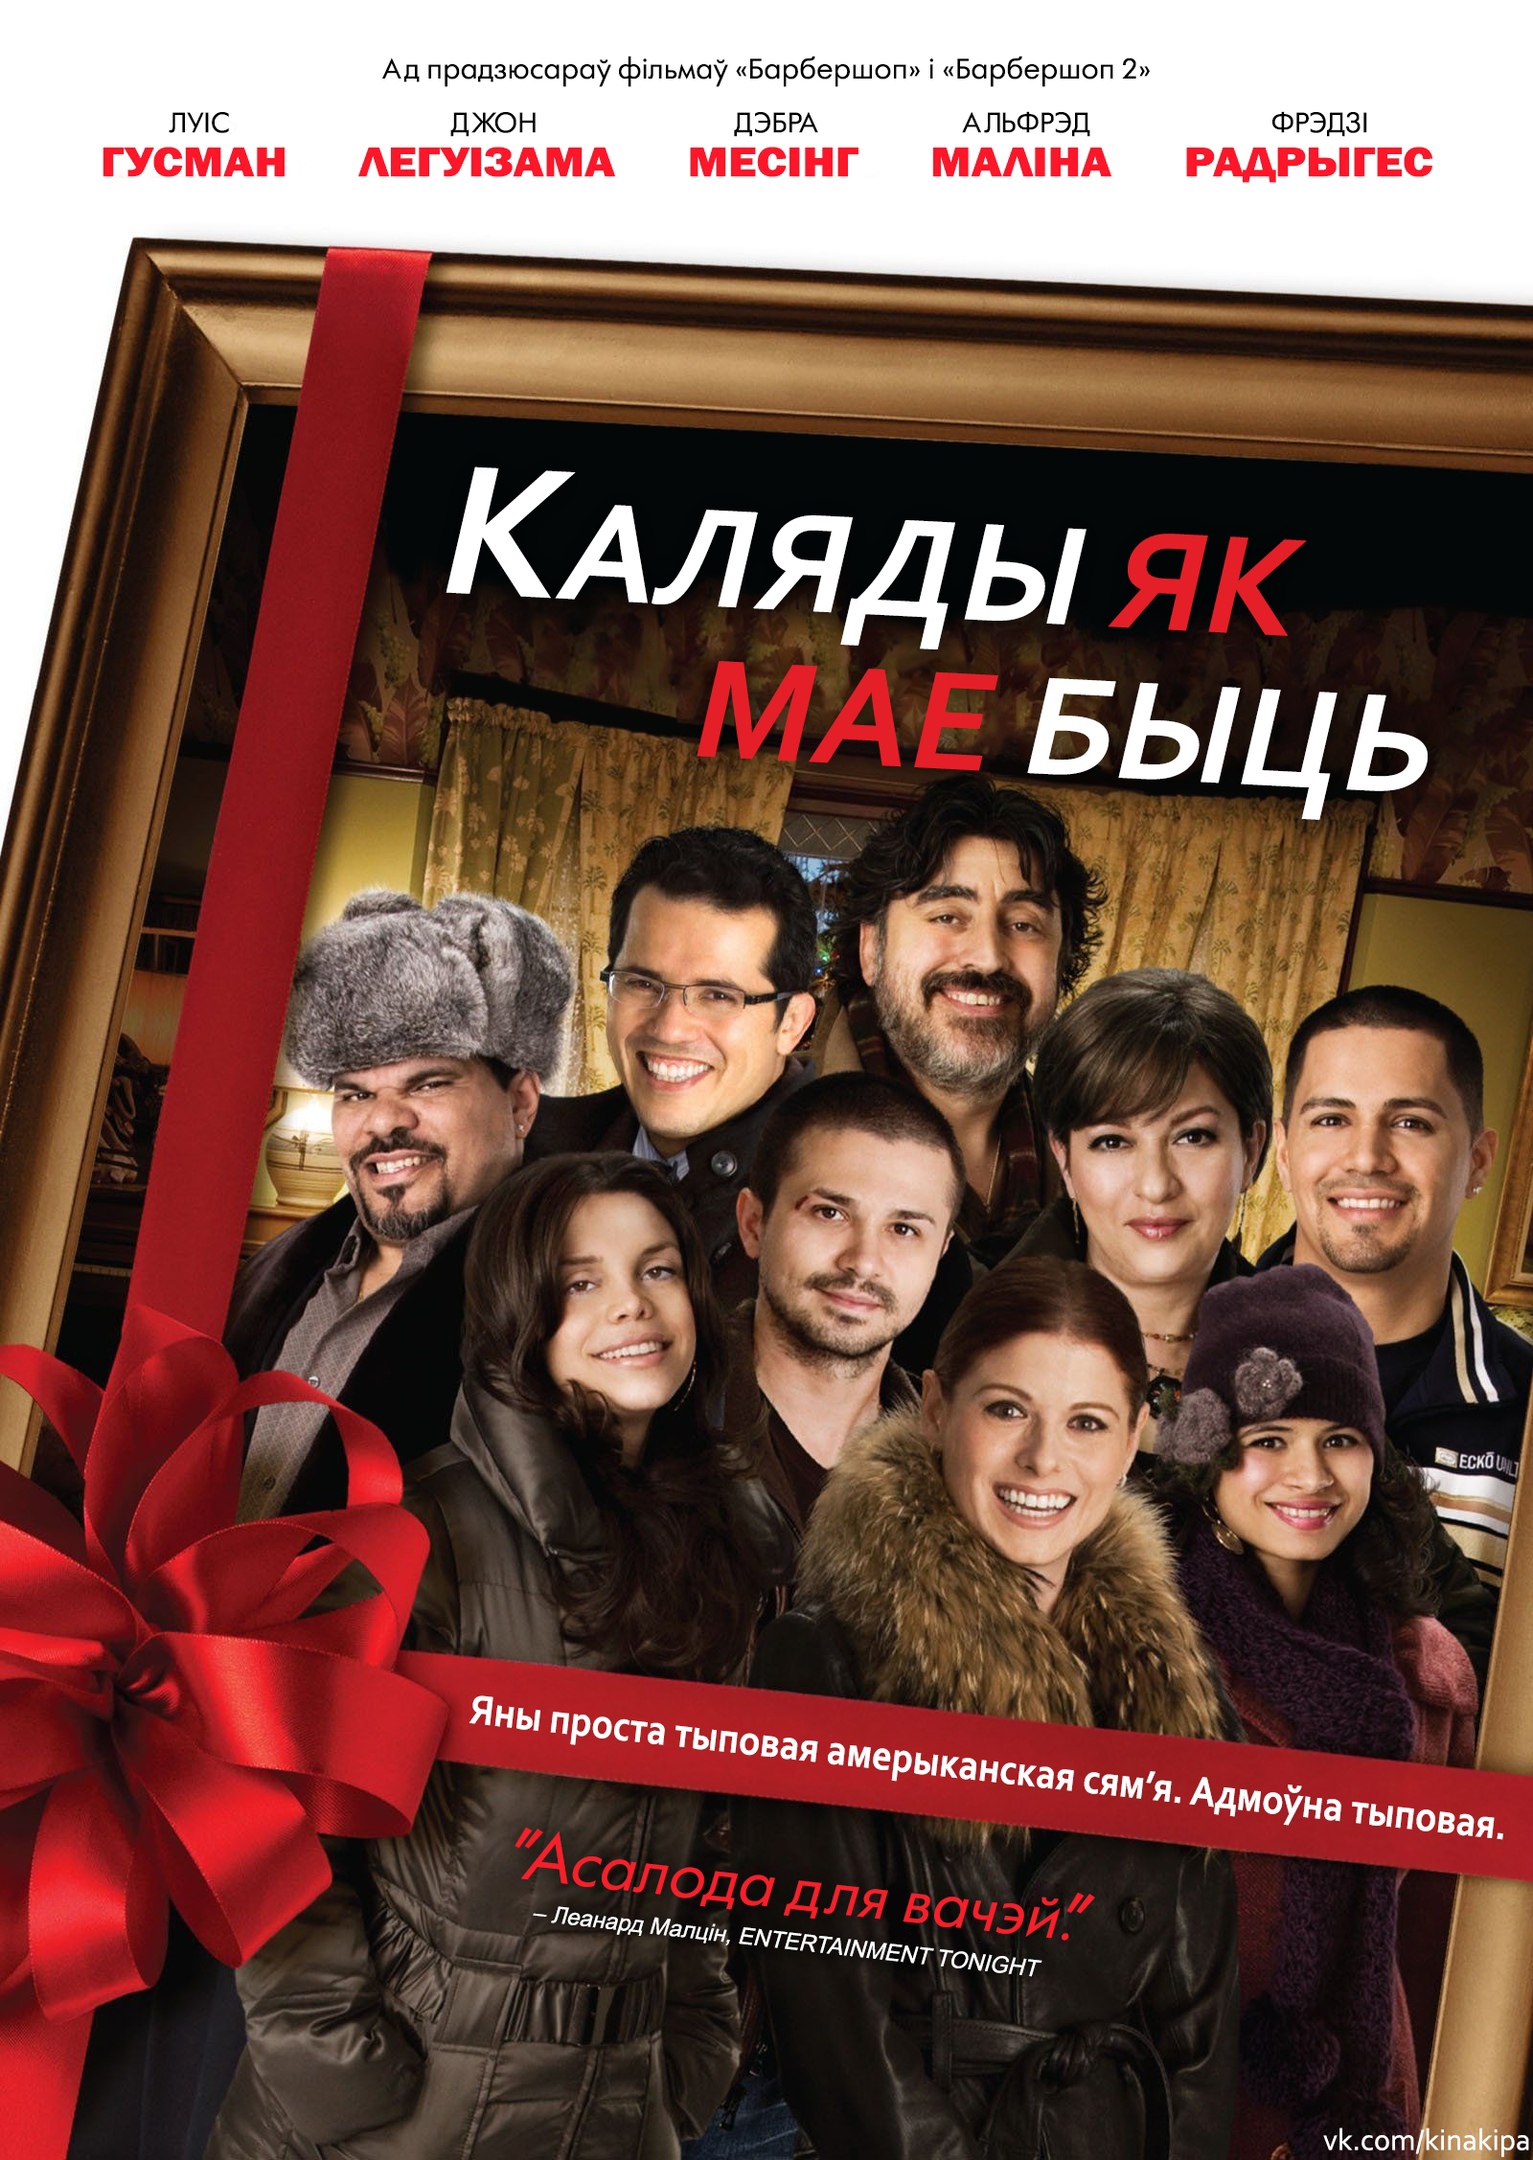 Ад прадзюсараў фільмаў «Барбершоп» і «Барбершоп 2»
ЛУІС ДЖОН ДЭБРА АЛЬФРЭД ФРЭДЗІ
ГУСМАН ЛЕГУІЗАМА МЕСІНГ МАЛІНА РАДРЫГЕС
КАЛЯДЫ ЯК
МАЕ БЫЦЬ
ECKŌ
Яны проста тыповая амерыканская сям'я. Адмоўна тыповая.
"Асалода для вачэй."
– Леанард Малцін, ENTERTAINMENT TONIGHT
vk.com/kinakipa